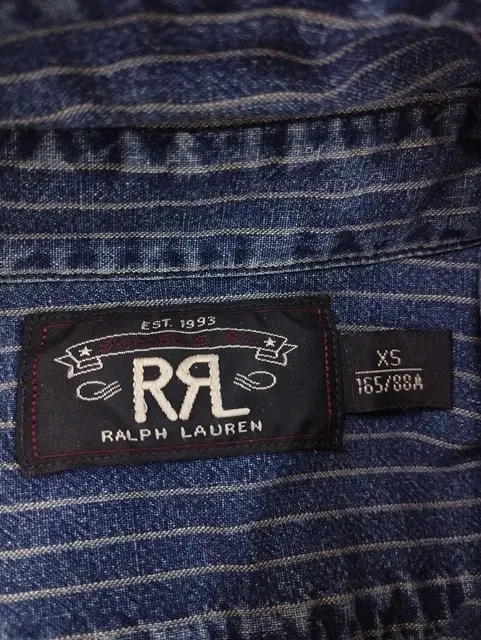 EST. 1993
RRL
RALPH LAUREN
XS
165/88A